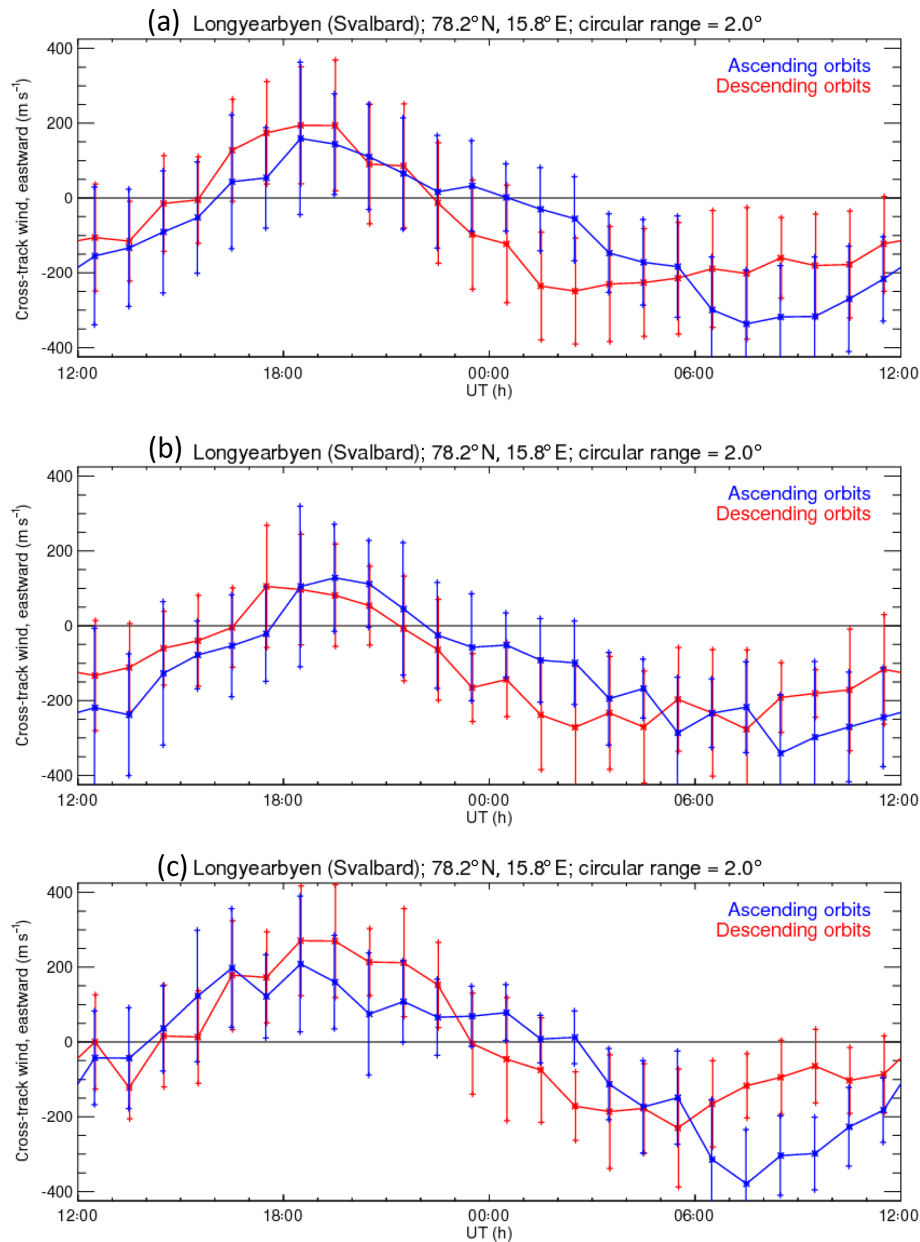 (a) Longyearbyen (Svalbard); 78.2°N, 15.8°E; circular range = 2.0°
Ascending orbits
Descending orbits
Cross-track wind, eastward (m s⁻¹)
400
200
0
-200
-400
12:00 18:00 00:00 06:00 12:00
UT (h)
(b) Longyearbyen (Svalbard); 78.2°N, 15.8°E; circular range = 2.0°
Ascending orbits
Descending orbits
Cross-track wind, eastward (m s⁻¹)
400
200
0
-200
-400
12:00 18:00 00:00 06:00 12:00
UT (h)
(c) Longyearbyen (Svalbard); 78.2°N, 15.8°E; circular range = 2.0°
Ascending orbits
Descending orbits
Cross-track wind, eastward (m s⁻¹)
400
200
0
-200
-400
12:00 18:00 00:00 06:00 12:00
UT (h)